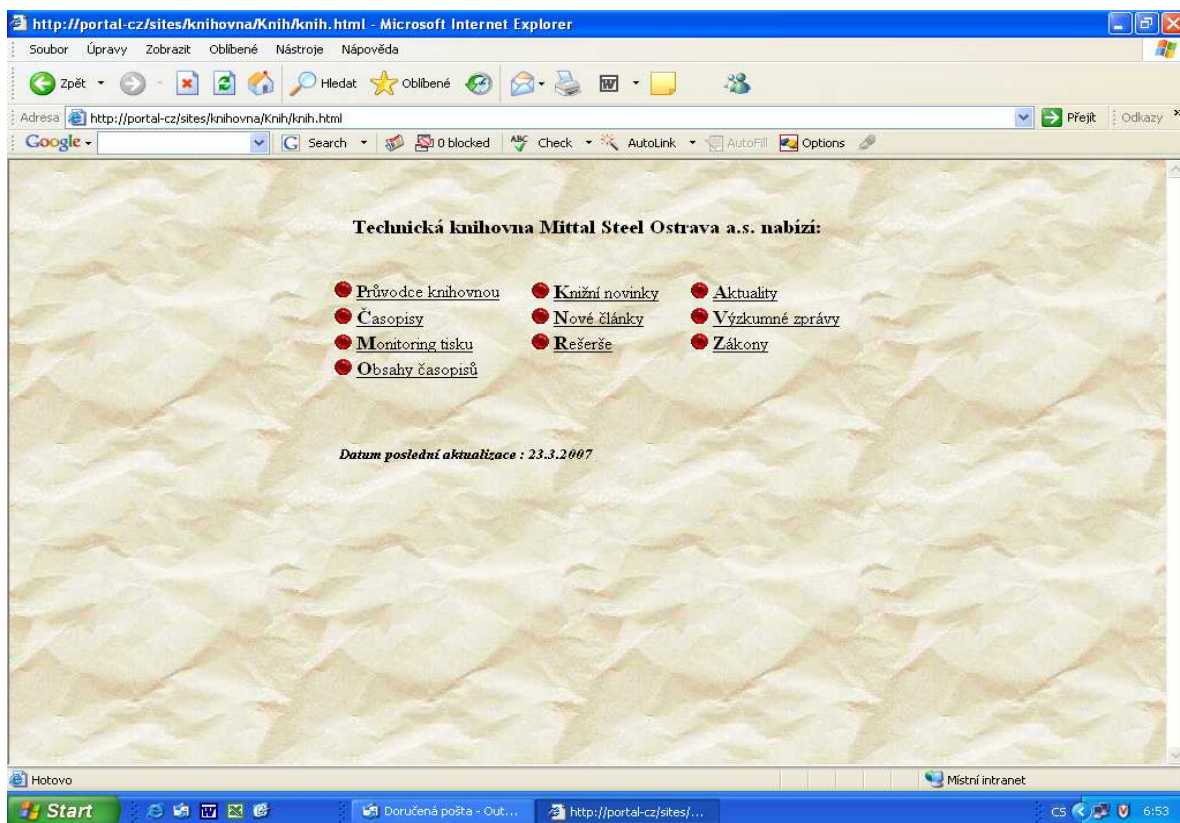 http://portal-cz/sites/knihovna/Knih/knih.html - Microsoft Internet Explorer
Soubor Úpravy Zobrazit Oblíbené Nástroje Nápověda
Zpět Hledat Oblíbené
Adresa http://portal-cz/sites/knihovna/Knih/knih.html Přejít Odkazy »
Google G Search 0 blocked ABC Check AutoLink AutoFill Options
Technická knihovna Mittal Steel Ostrava a.s. nabízí:
Průvodce knihovnou Knižní novinky Aktuality
Časopisy Nové články Výzkumné zprávy
Monitoring tisku Rešerše Zákony
Obsahy časopisů
Datum poslední aktualizace : 23.3.2007
Hotovo Místní intranet
Start Doručená pošta - Out... http://portal-cz/sites/... CS 6:53